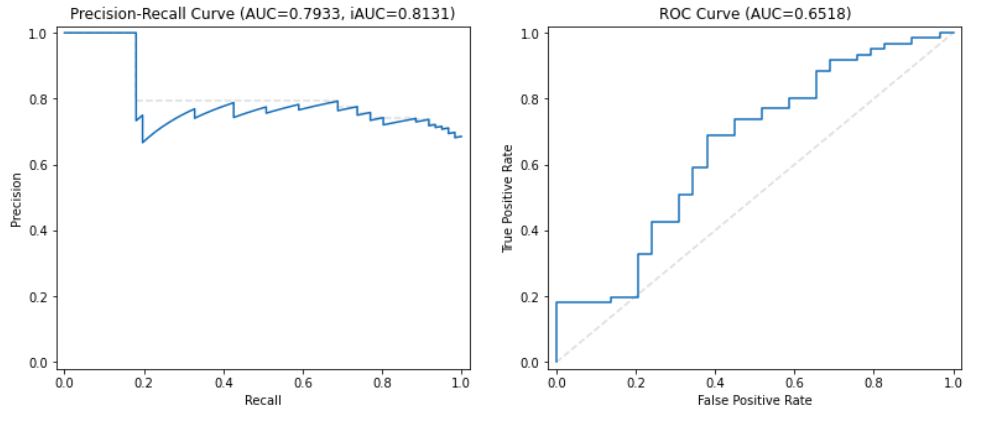 Precision-Recall Curve (AUC=0.7933, iAUC=0.8131)
1.0
0.8
0.6
0.4
0.2
0.0
Precision
0.0 0.2 0.4 0.6 0.8 1.0
Recall
ROC Curve (AUC=0.6518)
1.0
0.8
0.6
0.4
0.2
0.0
True Positive Rate
0.0 0.2 0.4 0.6 0.8 1.0
False Positive Rate